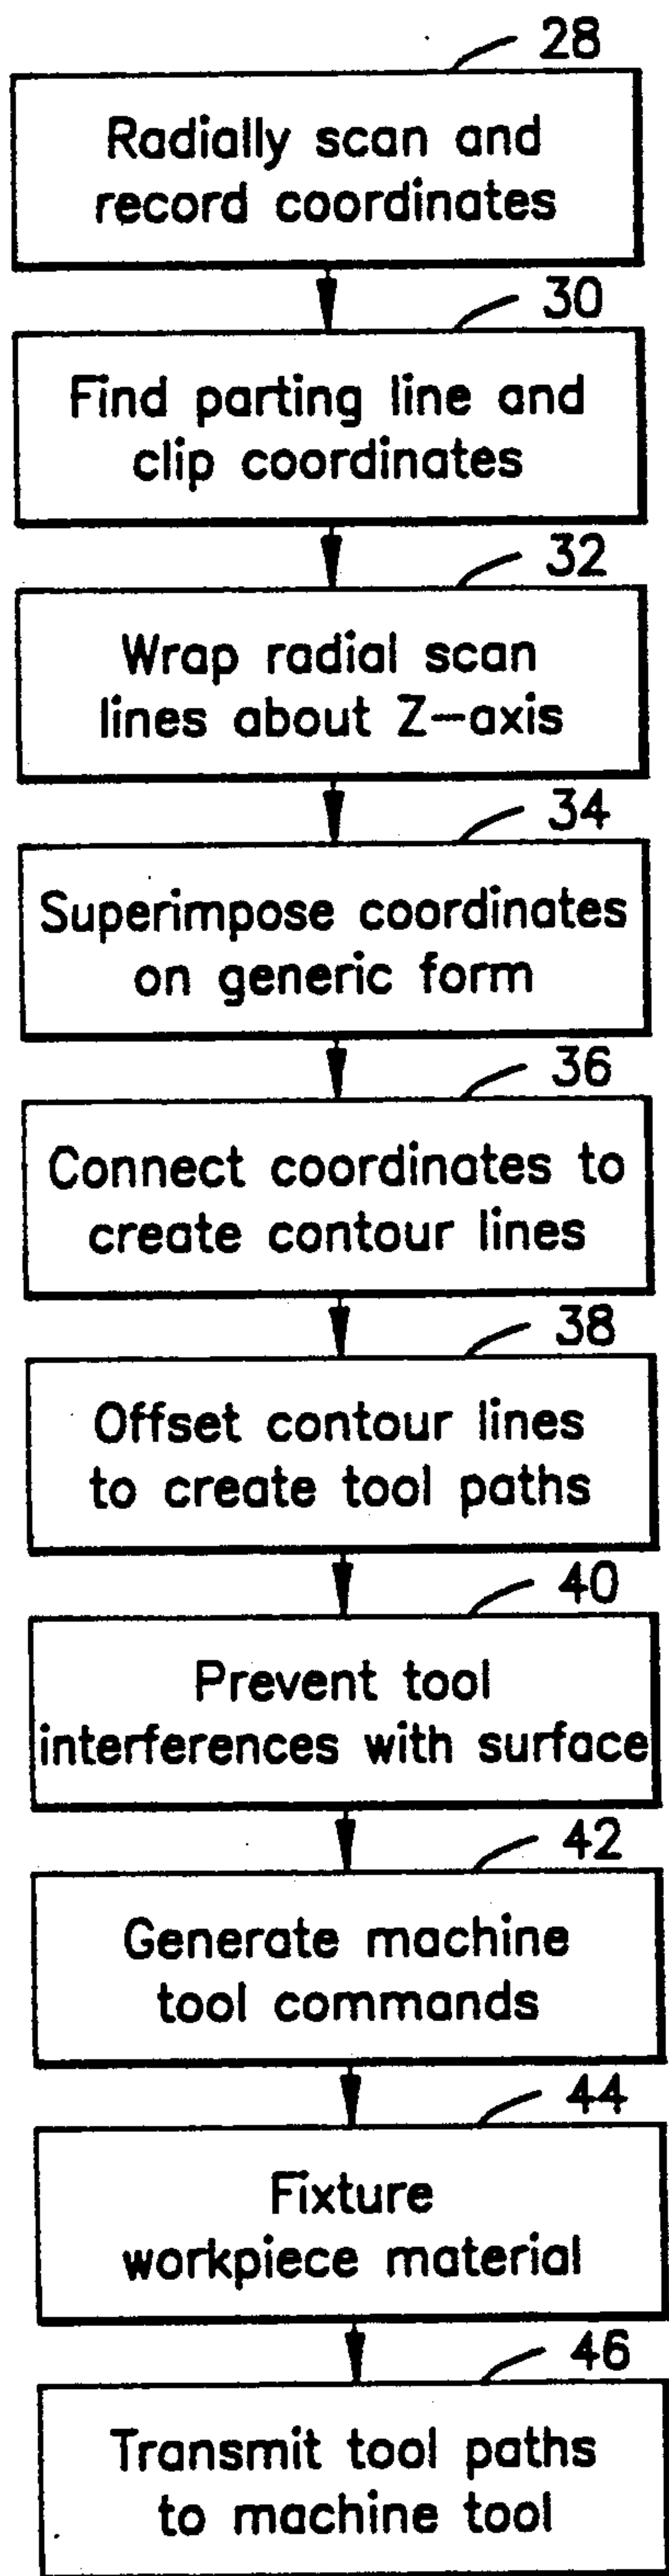 28
Radially scan and
record coordinates
30
Find parting line and
clip coordinates
32
Wrap radial scan
lines about Z-axis
34
Superimpose coordinates
on generic form
36
Connect coordinates to
create contour lines
38
Offset contour lines
to create tool paths
40
Prevent tool
interferences with surface
42
Generate machine
tool commands
44
Fixture
workpiece material
46
Transmit tool paths
to machine tool